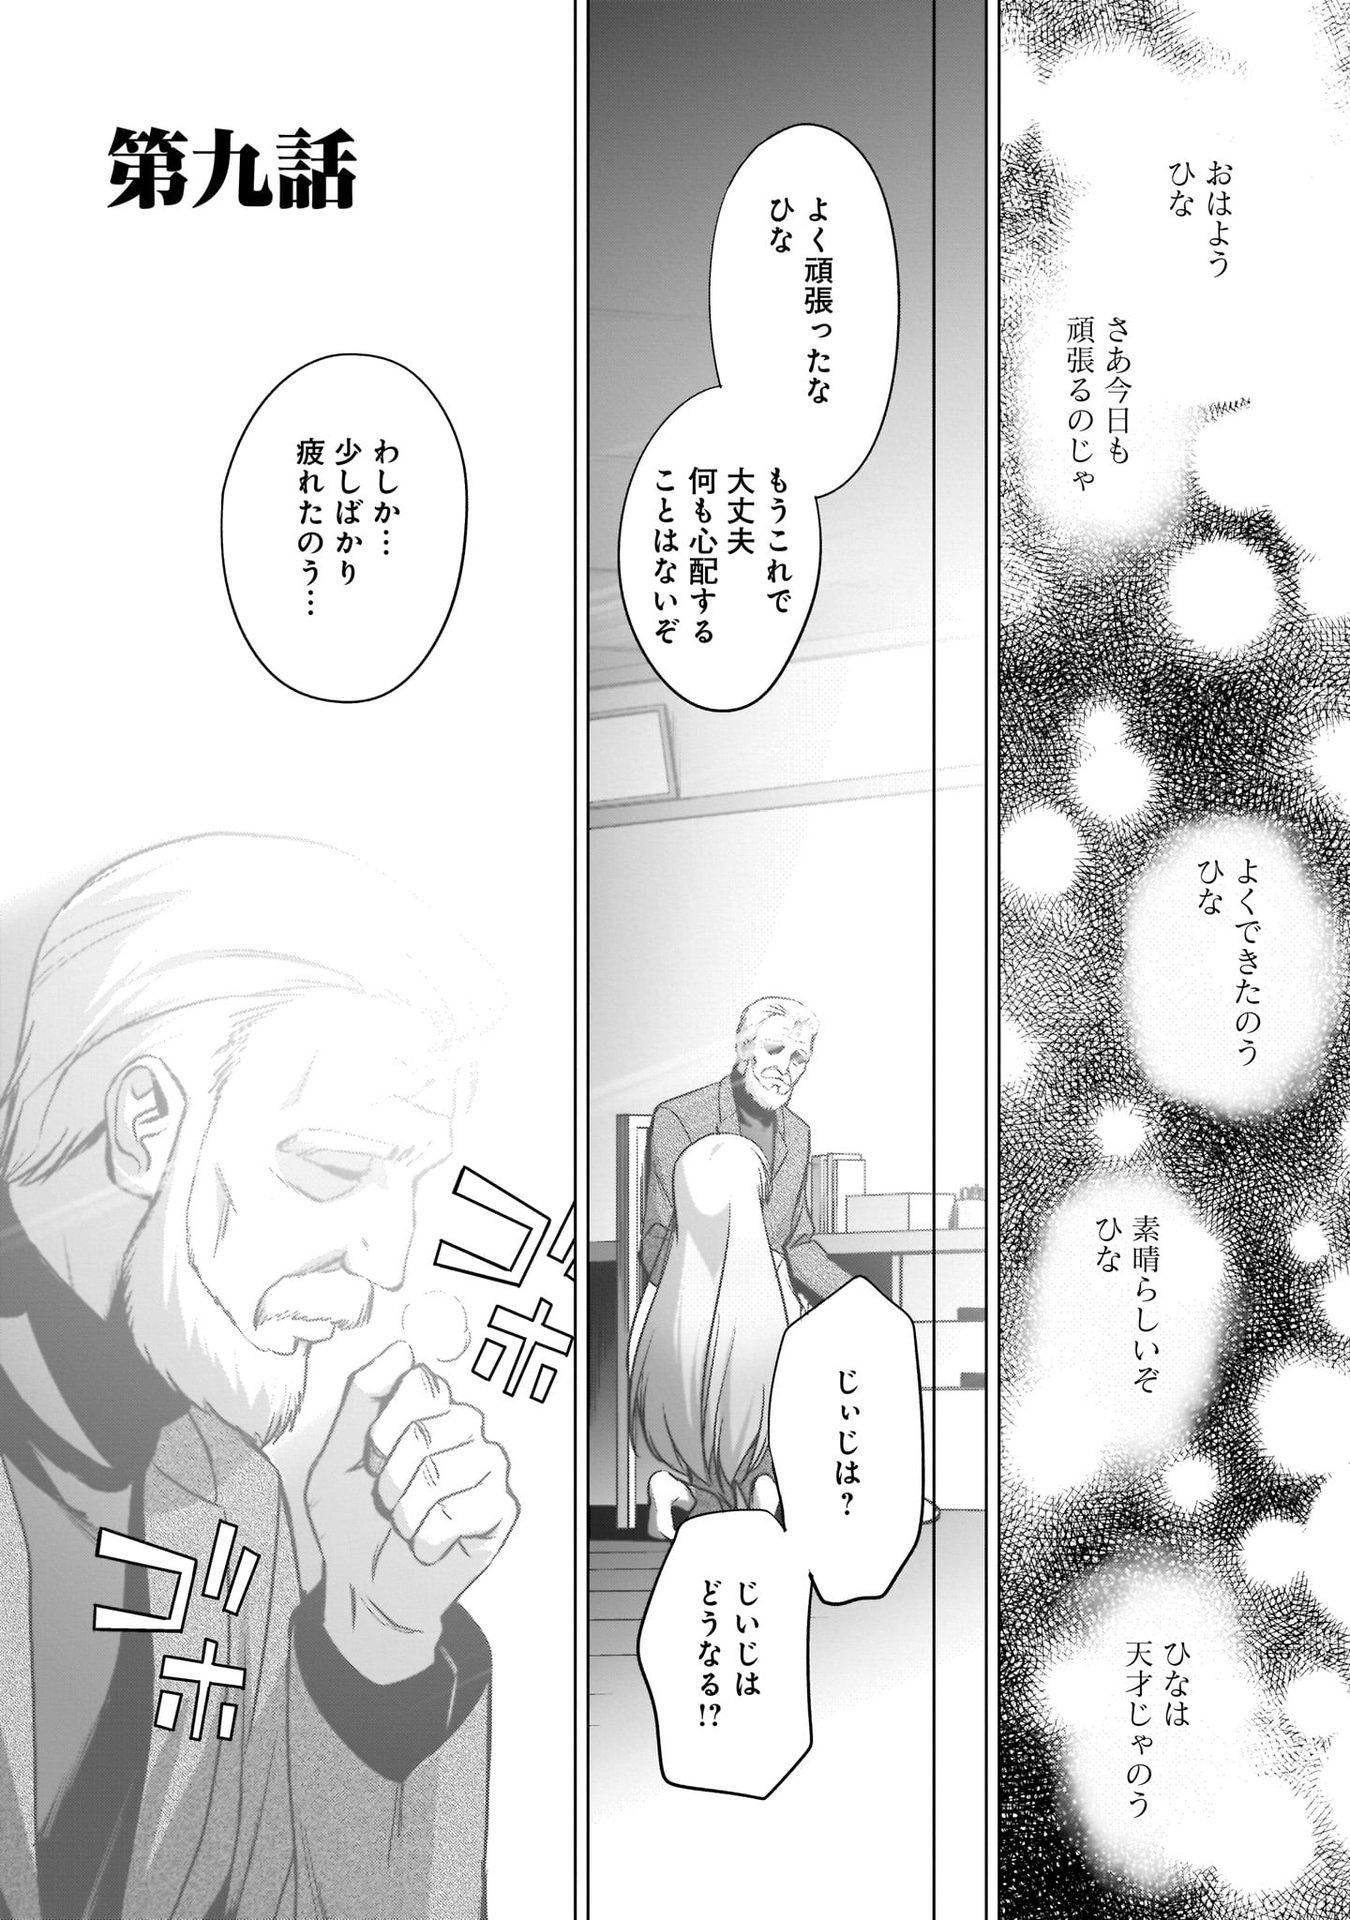 おはよう
ひな
さあ今日も
頑張るのじゃ
よくできたのう
ひな
素晴らしいぞ
ひな
ひなは
天才じゃのう
よく頑張ったな
ひな
もうこれで
大丈夫
何も心配する
ことはないぞ
じぃじは？
じいじは
どうなる！？
第九話
わしか…
少しばかり
疲れたのう…
ゴホ
ゴホ